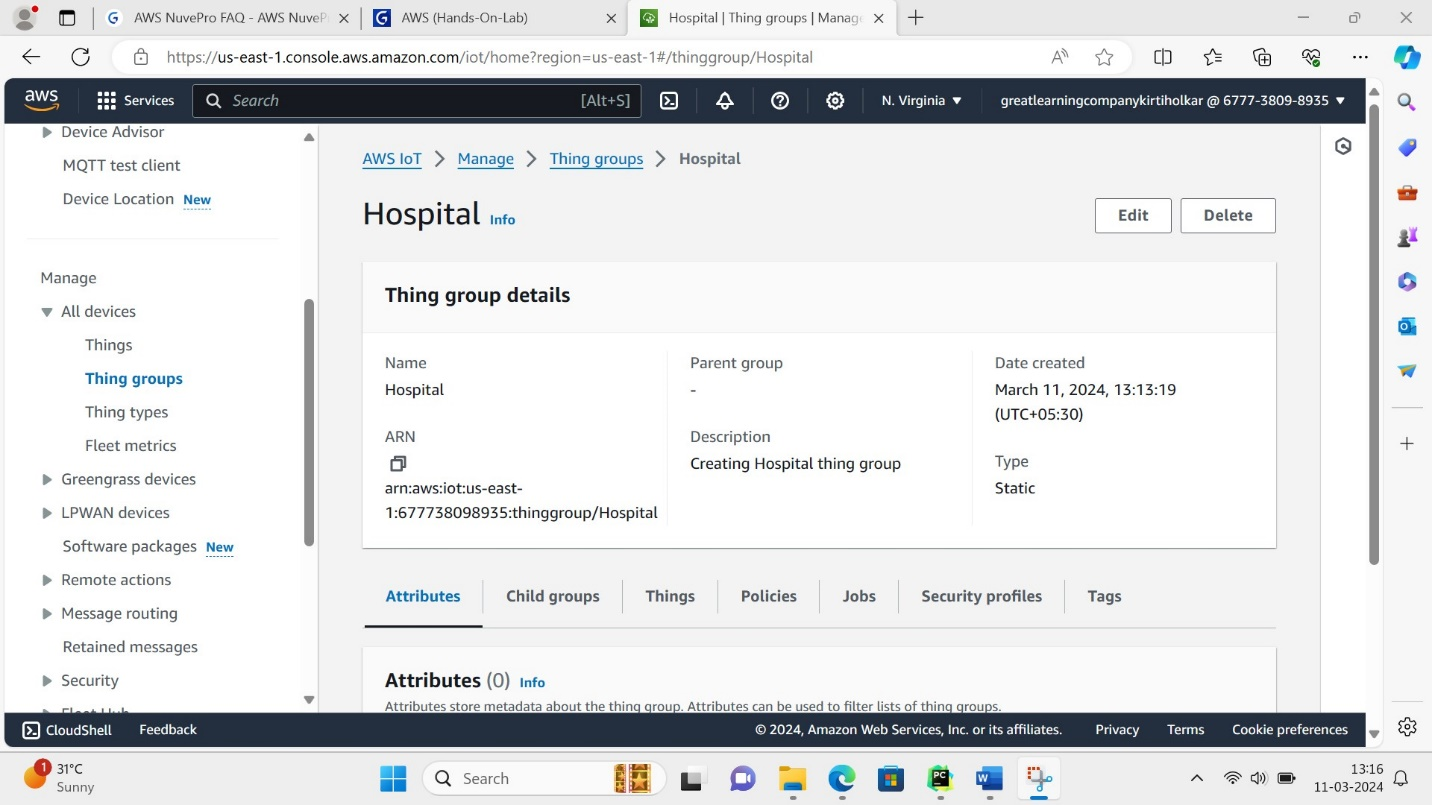 AWS NuvePro FAQ - AWS NuveP
AWS (Hands-On-Lab)
Hospital | Thing groups | Manag
https://us-east-1.console.aws.amazon.com/iot/home?region=us-east-1#/thinggroup/Hospital
aws
Services
Search
[Alt+S]
N. Virginia
greatlearningcompanykirtiholkar @ 6777-3809-8935
Device Advisor
MQTT test client
Device Location New
Manage
All devices
Things
Thing groups
Thing types
Fleet metrics
Greengrass devices
LPWAN devices
Software packages New
Remote actions
Message routing
Retained messages
Security
Fleet Hub
AWS IoT > Manage > Thing groups > Hospital
Hospital Info
Edit
Delete
Thing group details
Name
Hospital
ARN
arn:aws:iot:us-east-
1:677738098935:thinggroup/Hospital
Parent group
-
Description
Creating Hospital thing group
Date created
March 11, 2024, 13:13:19
(UTC+05:30)
Type
Static
Attributes
Child groups
Things
Policies
Jobs
Security profiles
Tags
Attributes (0) Info
Attributes store metadata about the thing group. Attributes can be used to filter lists of thing groups.
CloudShell
Feedback
© 2024, Amazon Web Services, Inc. or its affiliates.
Privacy
Terms
Cookie preferences
1
31°C
Sunny
Search
PC
W
13:16
11-03-2024